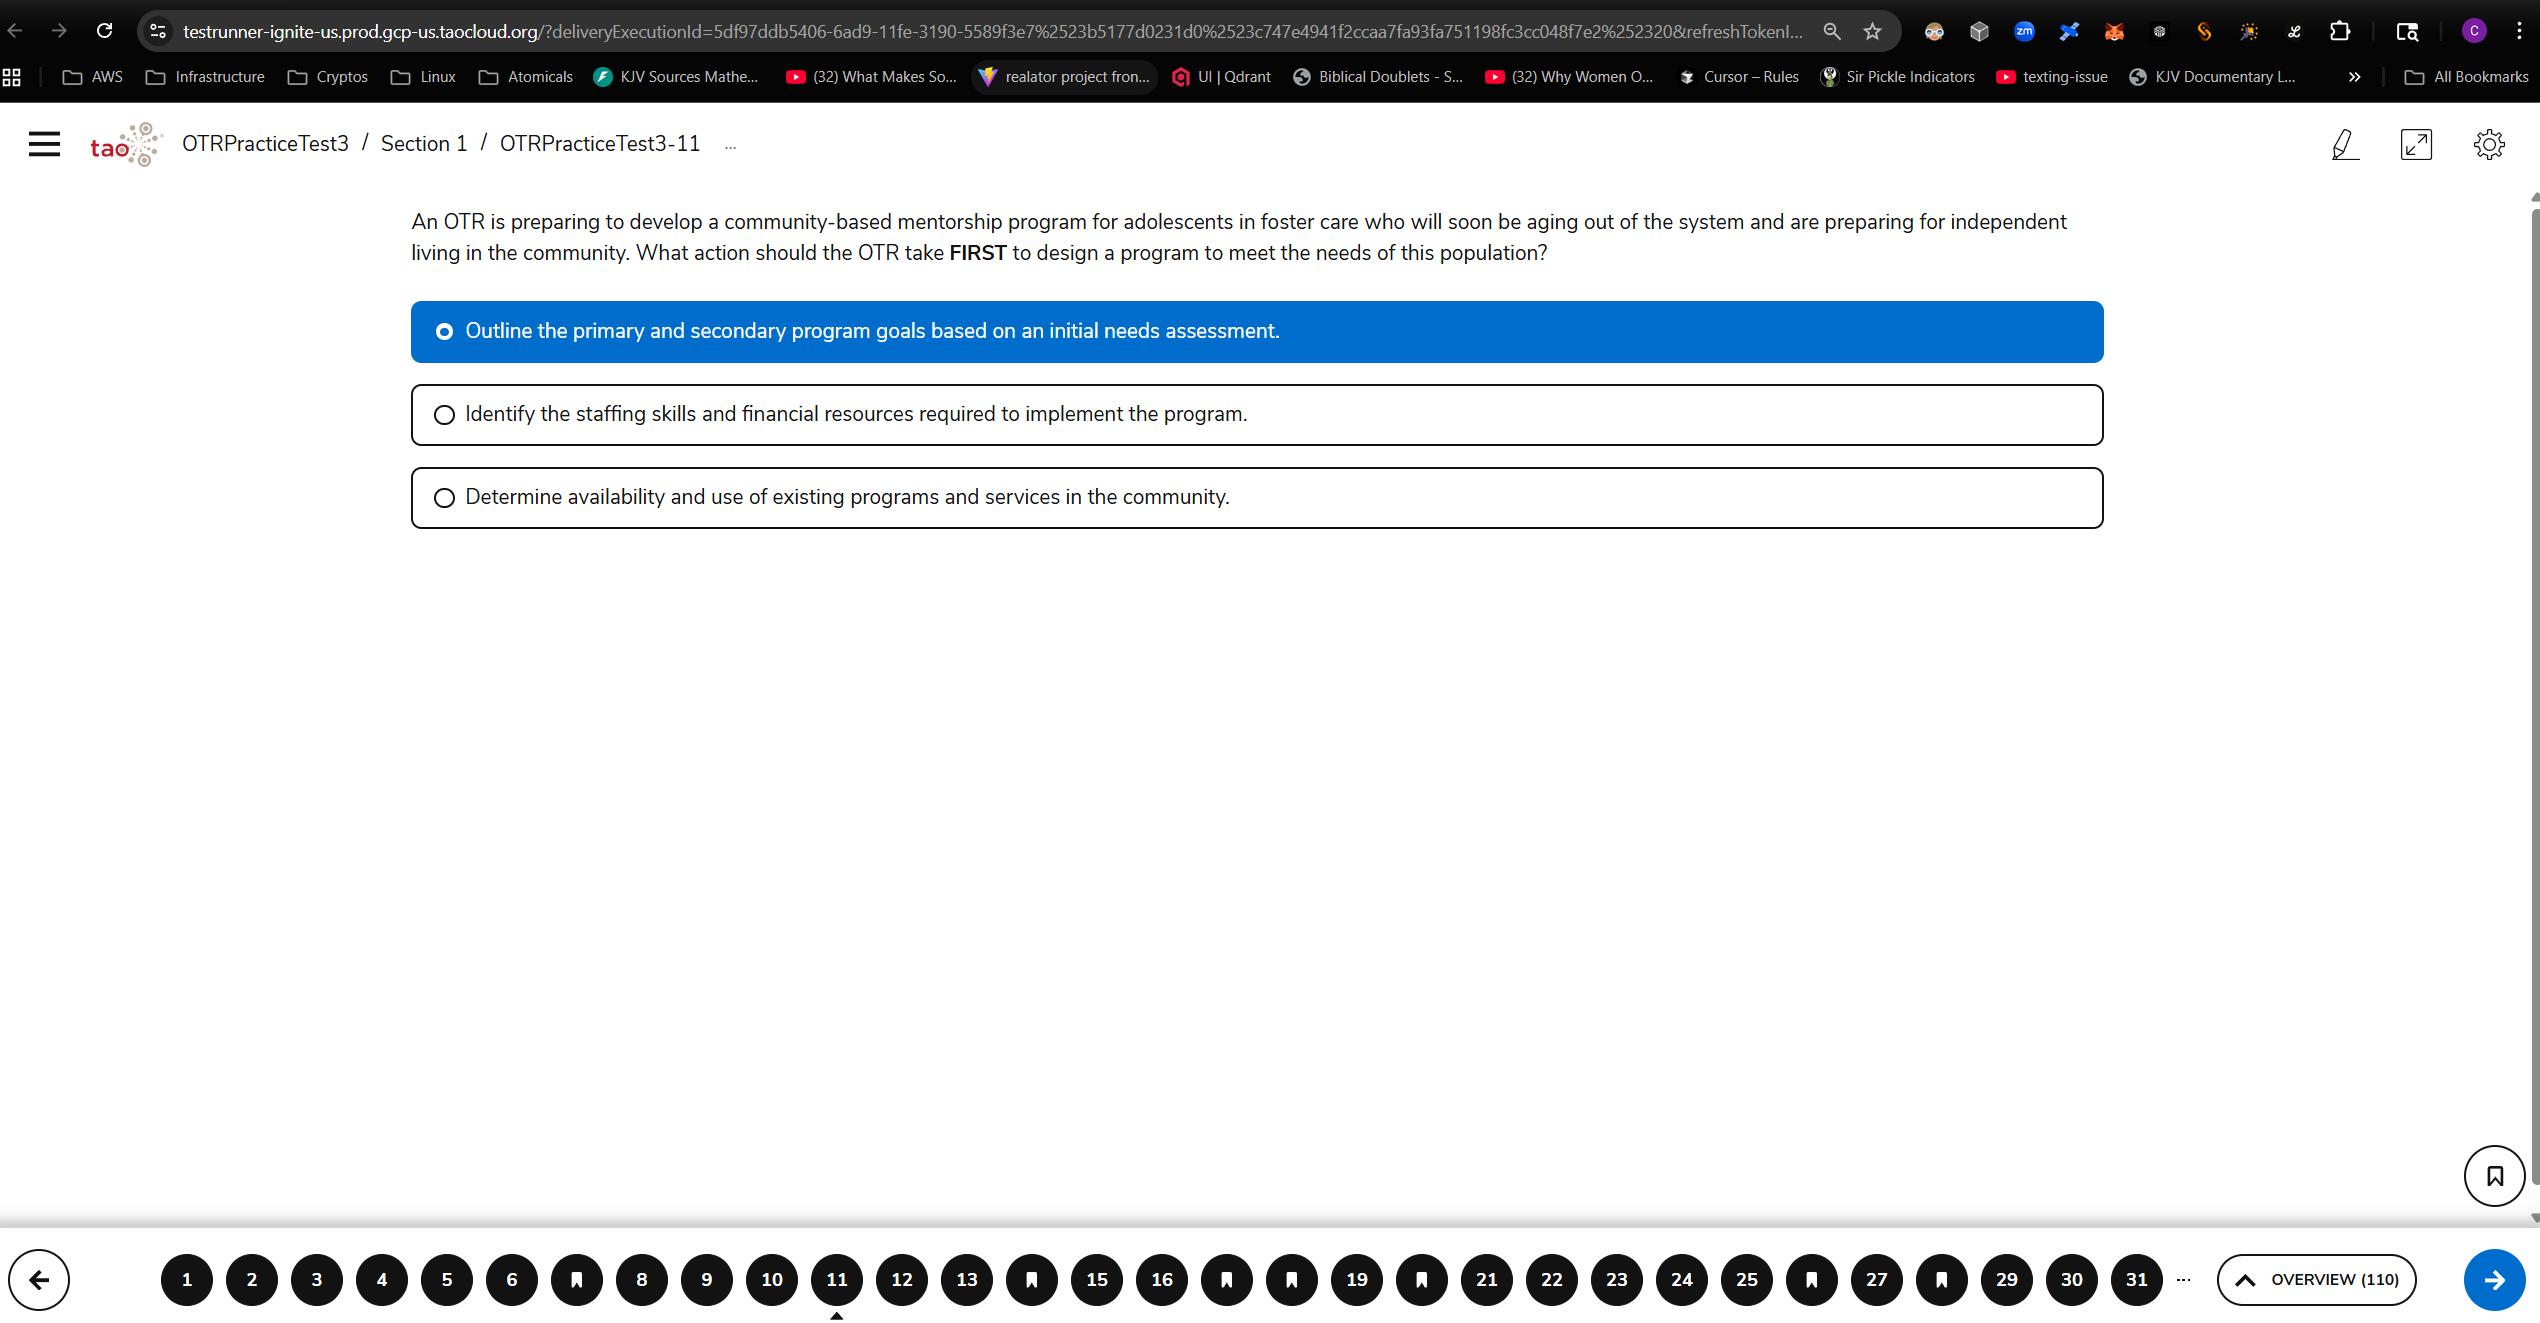 testrunner-ignite-us.prod.gcp-us.taocloud.org/?deliveryExecutionId=5df97ddb5406-6ad9-11fe-3190-5589f3e7%2523b5177d0231d0%2523c747e4941f2ccaa7fa93fa751198fc3cc048f7e2%252320&refreshTokenI...
zm
C
AWS
Infrastructure
Cryptos
Linux
Atomicals
KJV Sources Mathe...
(32) What Makes So...
realator project fron...
UI | Qdrant
Biblical Doublets - S...
(32) Why Women O...
Cursor – Rules
Sir Pickle Indicators
texting-issue
KJV Documentary L...
All Bookmarks
tao
OTRPracticeTest3 / Section 1 / OTRPracticeTest3-11 ...
An OTR is preparing to develop a community-based mentorship program for adolescents in foster care who will soon be aging out of the system and are preparing for independent
living in the community. What action should the OTR take FIRST to design a program to meet the needs of this population?
Outline the primary and secondary program goals based on an initial needs assessment.
Identify the staffing skills and financial resources required to implement the program.
Determine availability and use of existing programs and services in the community.
1 2 3 4 5 6 8 9 10 11 12 13 15 16 19 21 22 23 24 25 27 29 30 31 ... OVERVIEW (110)